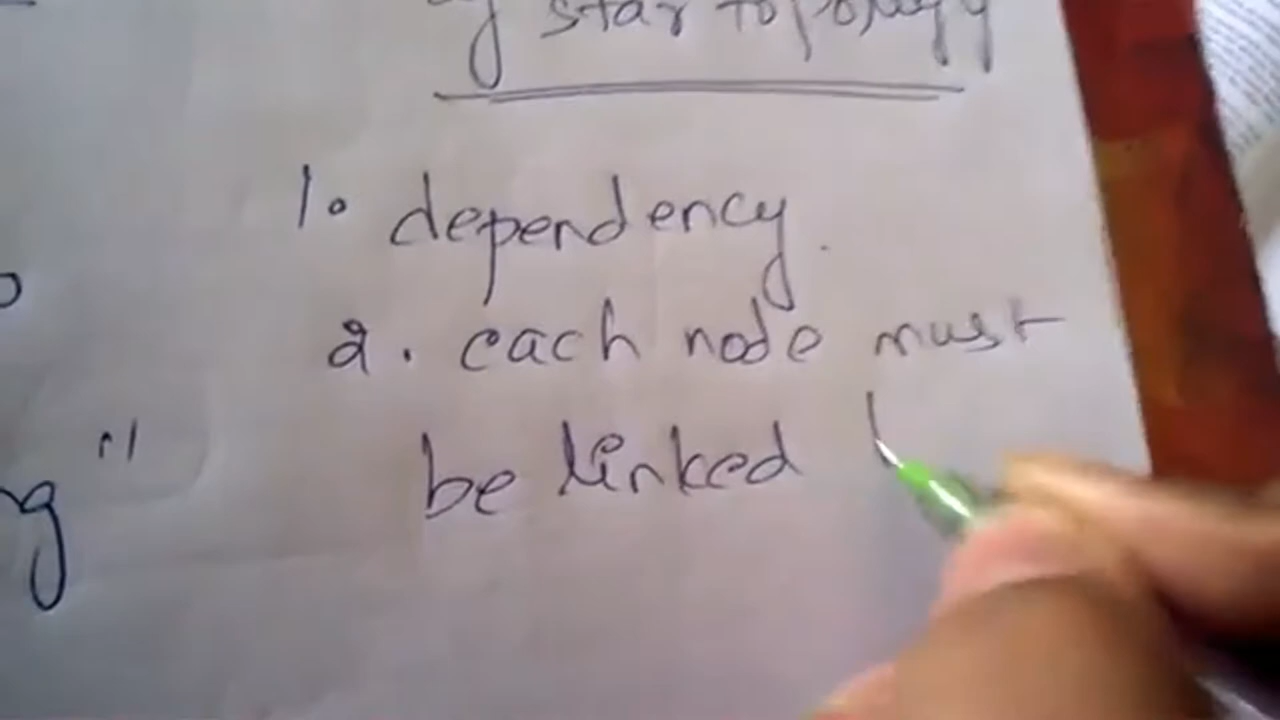 star topology
1. dependency.
2. each node must
be linked
g"